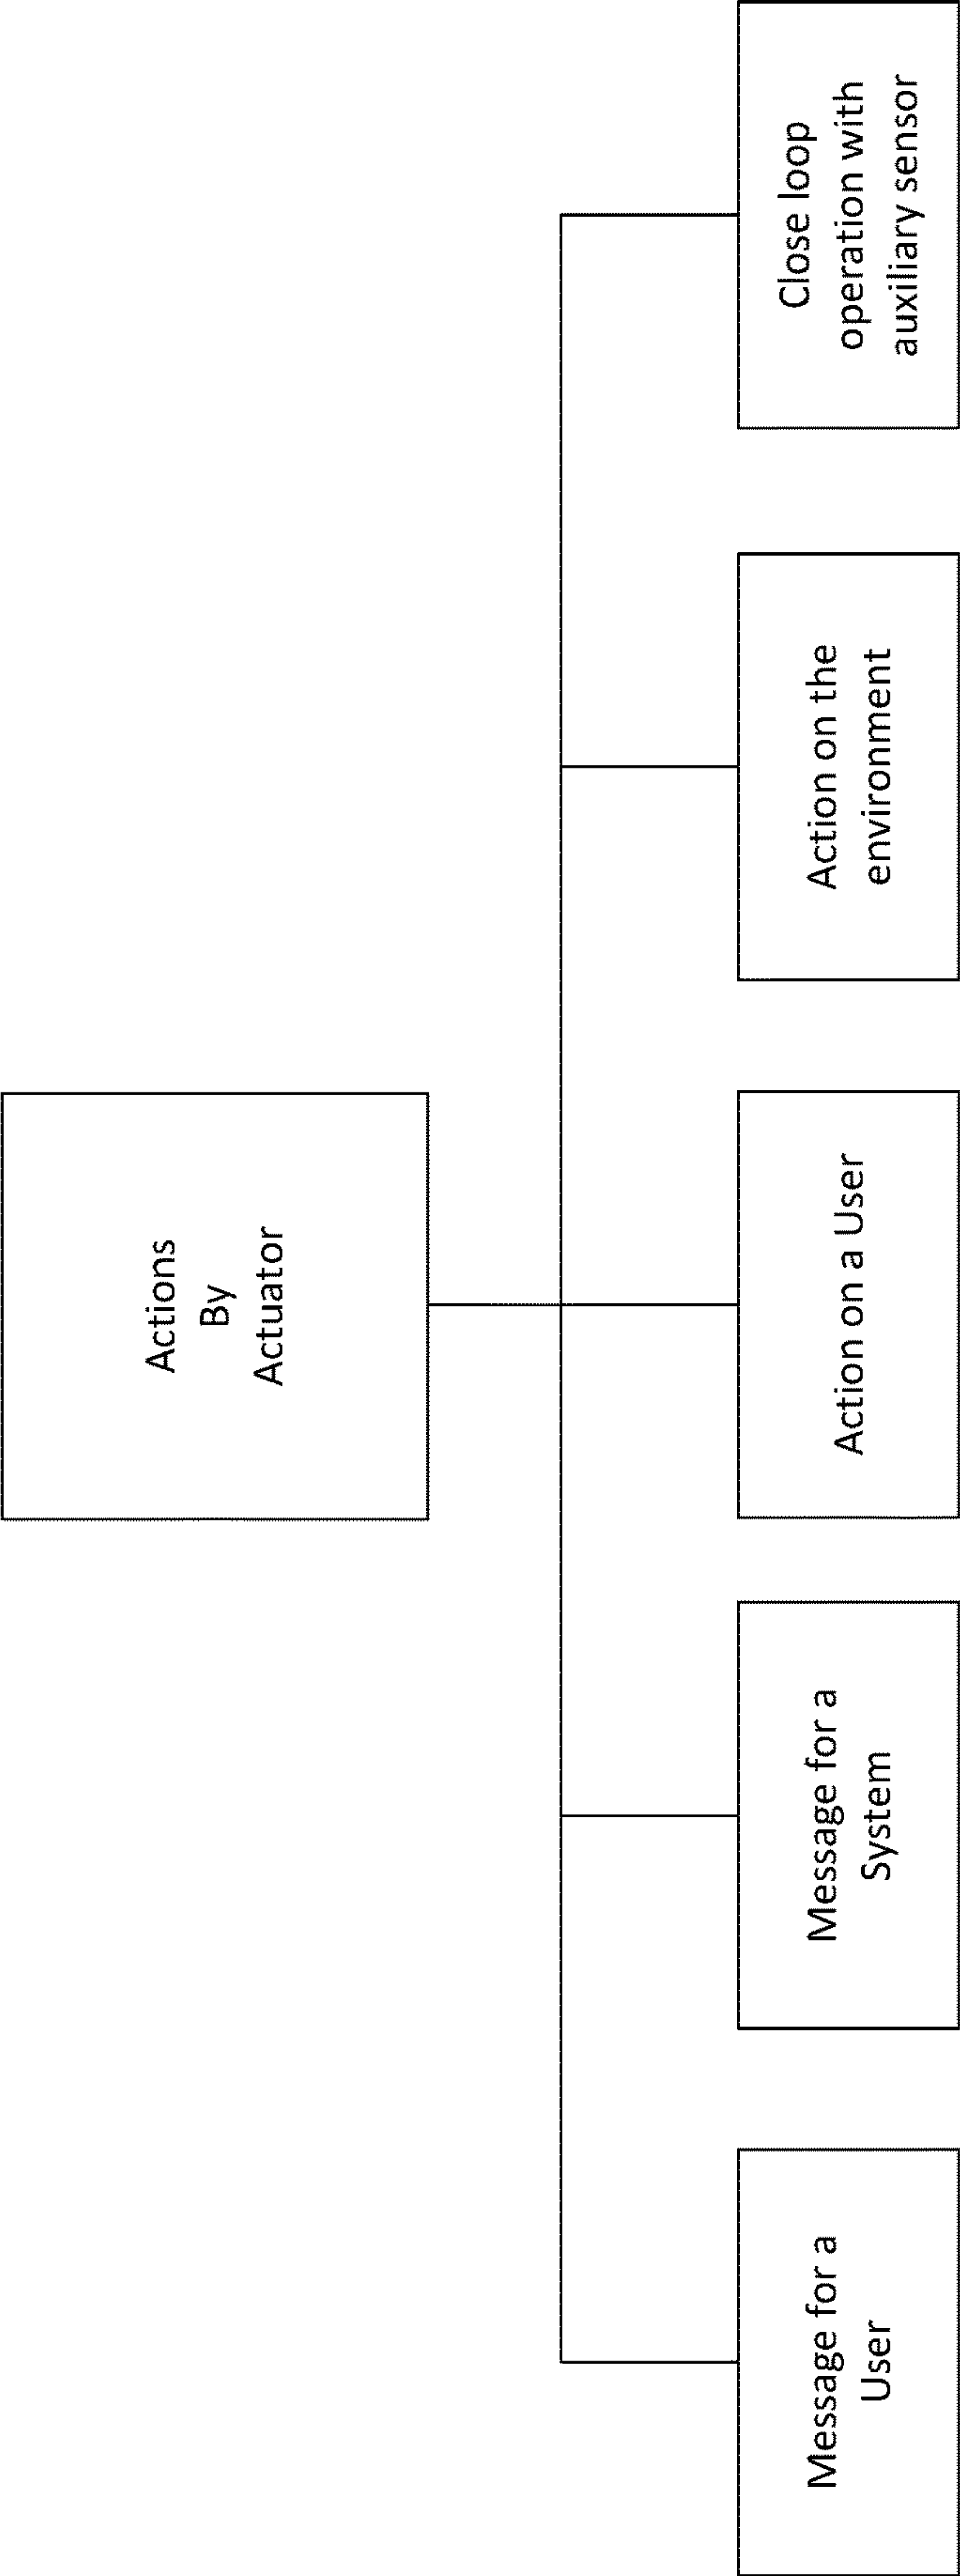 Actions
By
Actuator
Message for a
User
Message for a
System
Action on a User
Action on the
environment
Close loop
operation with
auxiliary sensor